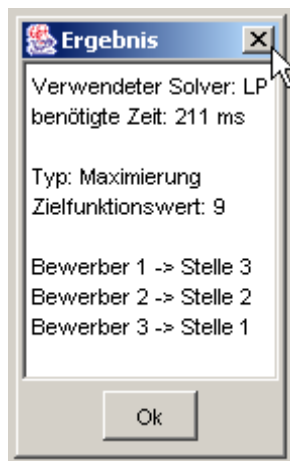 Ergebnis
Verwendeter Solver: LP
benötigte Zeit: 211 ms
Typ: Maximierung
Zielfunktionswert: 9
Bewerber 1 -> Stelle 3
Bewerber 2 -> Stelle 2
Bewerber 3 -> Stelle 1
Ok